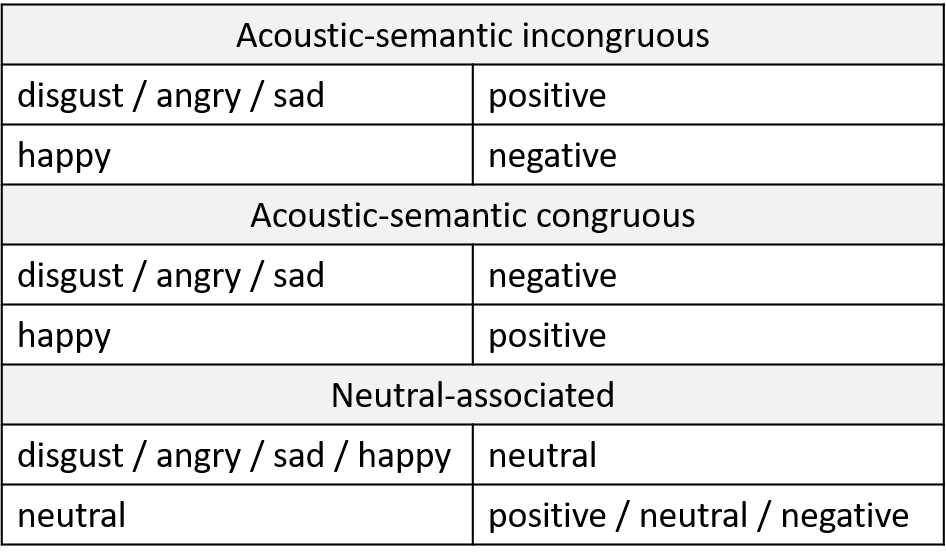 Acoustic-semantic incongruous
disgust / angry / sad positive
happy negative
Acoustic-semantic congruous
disgust / angry / sad negative
happy positive
Neutral-associated
disgust / angry / sad / happy neutral
neutral positive / neutral / negative